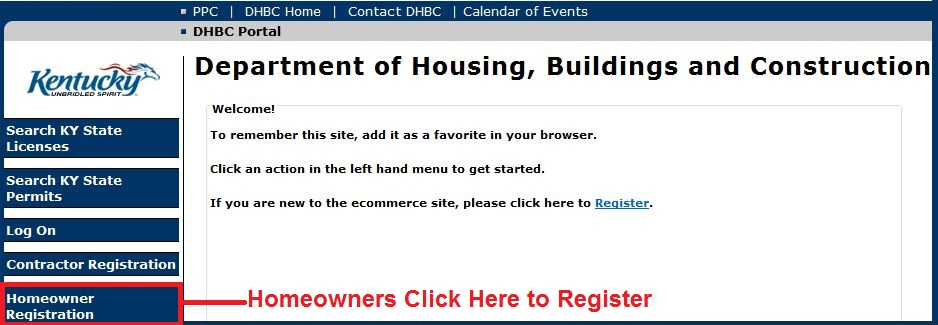 PPC | DHBC Home | Contact DHBC | Calendar of Events
DHBC Portal
Kentucky
UNBRIDLED SPIRIT
Department of Housing, Buildings and Construction
Welcome!
To remember this site, add it as a favorite in your browser.
Click an action in the left hand menu to get started.
If you are new to the ecommerce site, please click here to Register.
Search KY State
Licenses
Search KY State
Permits
Log On
Contractor Registration
Homeowner
Registration
Homeowners Click Here to Register